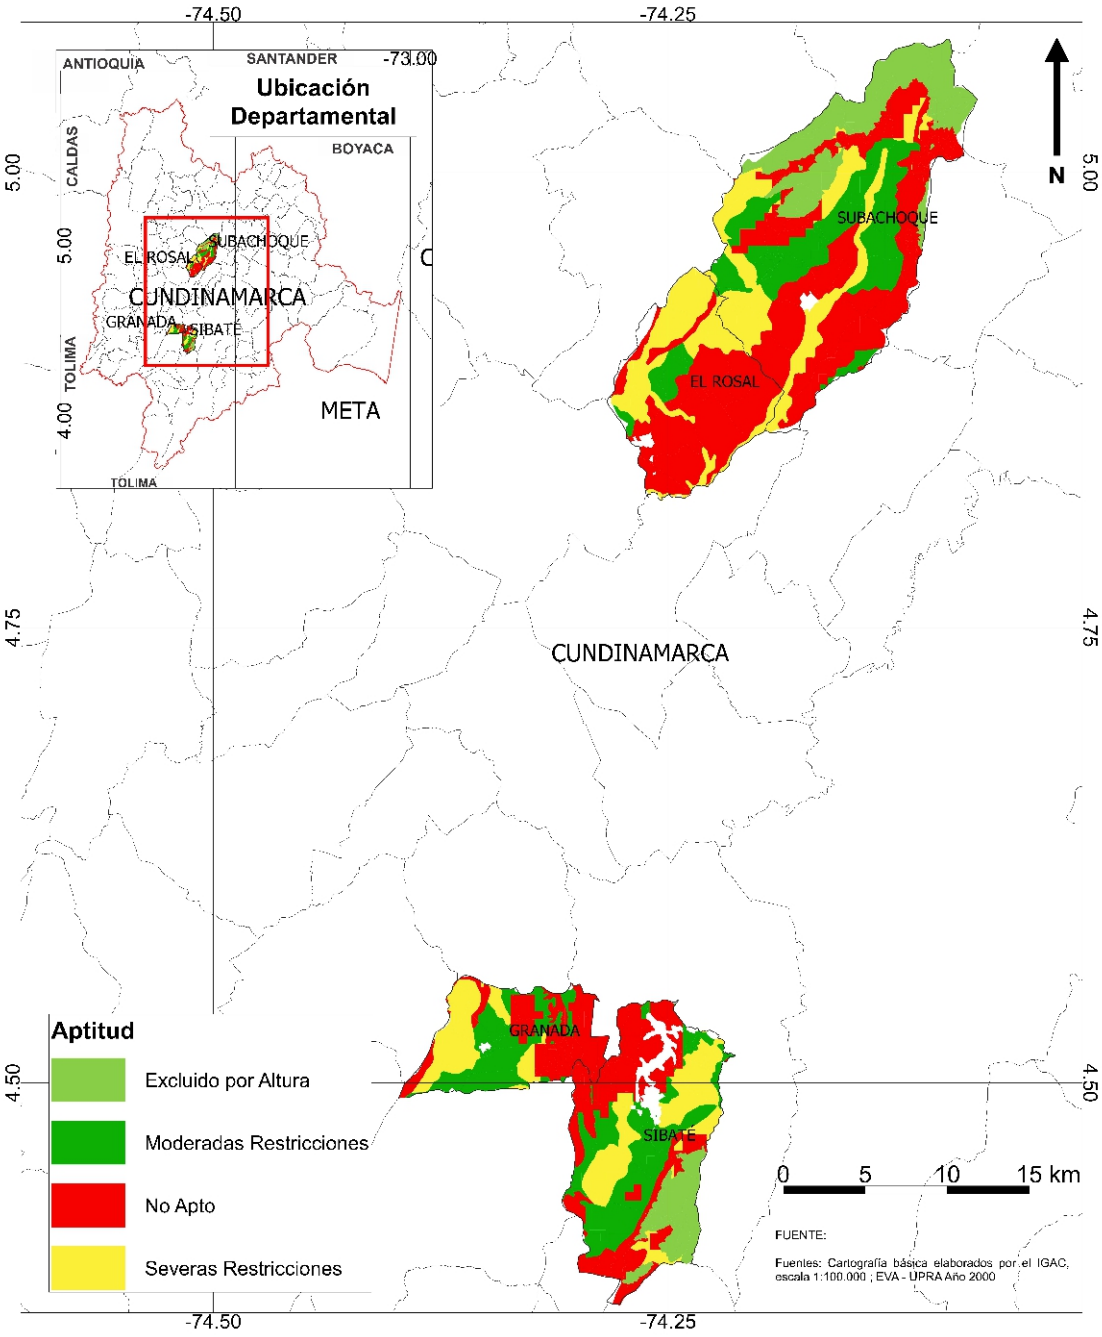 -74.50
-74.25
ANTIOQUIA
SANTANDER
-73.00
Ubicación
Departamental
BOYACA
CALDAS
5.00
5.00
5.00
N
SUBACHOQUE
SUBACHOQUE
EL ROSAL
CUNDINAMARCA
GRANADA
SIBATÉ
TOLIMA
EL ROSAL
META
4.00
TOLIMA
4.75
4.75
CUNDINAMARCA
Aptitud
GRANADA
Excluido por Altura
4.50
4.50
Moderadas Restricciones
SIBATÉ
0 5 10 15 km
No Apto
FUENTE:
Severas Restricciones
Fuentes: Cartografía básica elaborados por el IGAC,
escala 1:100.000 ; EVA - UPRA Año 2000
-74.50
-74.25